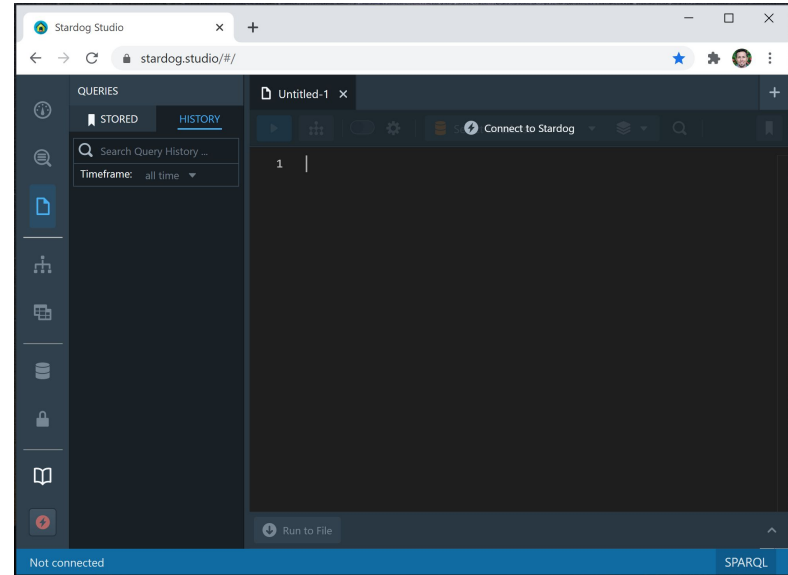 Stardog Studio
stardog.studio/#/
QUERIES
STORED HISTORY
Search Query History ...
Timeframe: all time
Untitled-1
Connect to Stardog
1
Run to File
Not connected
SPARQL